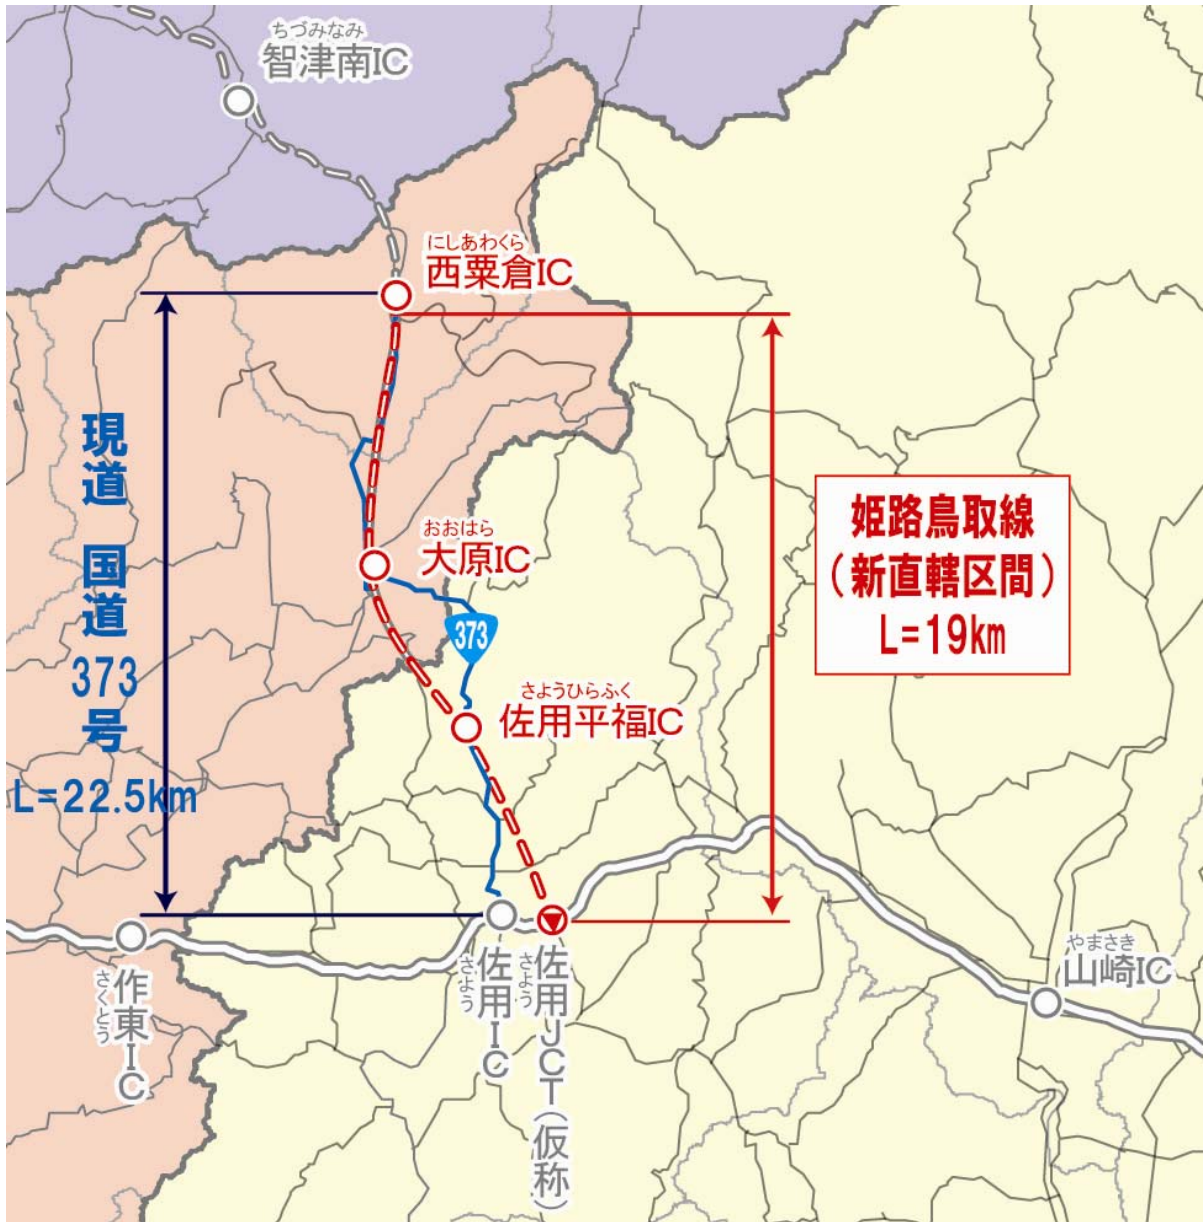 ちづみなみ
智津南IC
にしあわくら
西粟倉IC
現道 国道373号
L=22.5km
姫路鳥取線
(新直轄区間)
L=19km
おおはら
大原IC
373
さようひらふく
佐用平福IC
さくとう
作東IC
さよう
佐用IC
さよう
佐用JCT(仮称)
やまさき
山崎IC